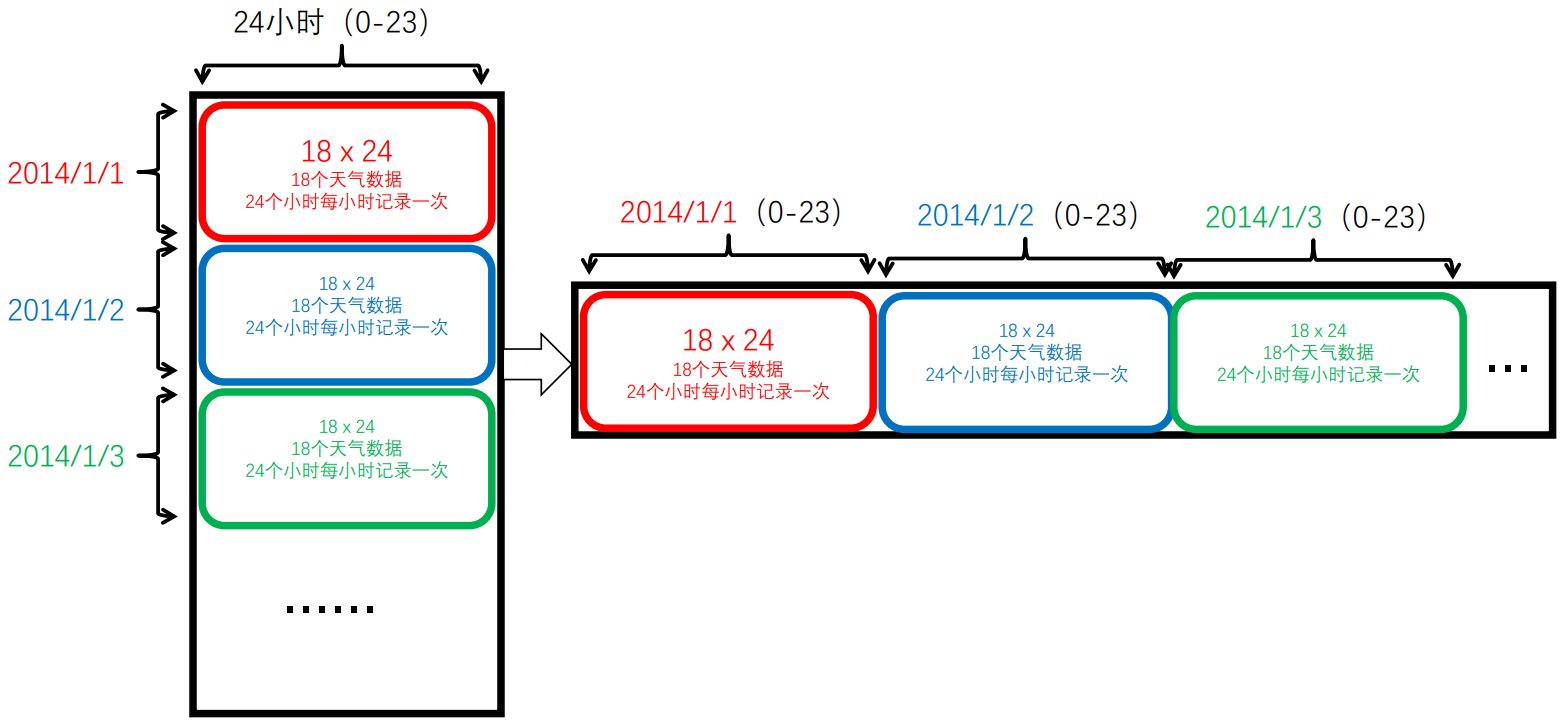 24小时（0-23）
2014/1/1
18 x 24
18个天气数据
24个小时每小时记录一次
2014/1/2
18 x 24
18个天气数据
24个小时每小时记录一次
2014/1/3
18 x 24
18个天气数据
24个小时每小时记录一次
.......
2014/1/1（0-23）
2014/1/2（0-23）
2014/1/3（0-23）
18 x 24
18个天气数据
24个小时每小时记录一次
18 x 24
18个天气数据
24个小时每小时记录一次
18 x 24
18个天气数据
24个小时每小时记录一次
...
...